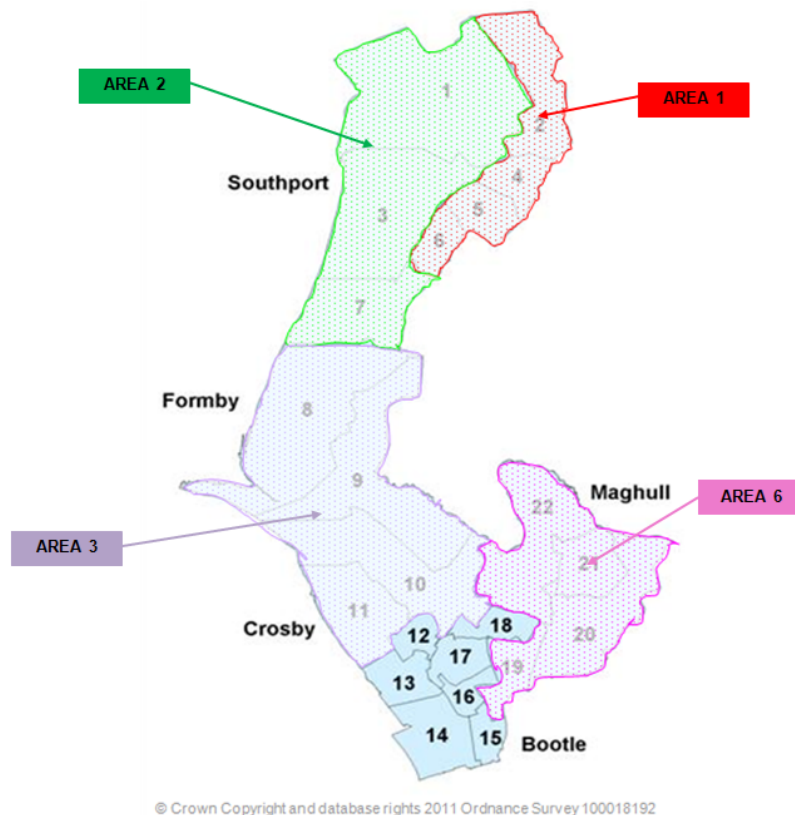 AREA 2
AREA 1
1
2
Southport
4
3
5
6
7
Formby
8
9
Maghull
AREA 6
22
AREA 3
21
10
11
Crosby
12
18
20
17
19
13
16
14
15
Bootle
© Crown Copyright and database rights 2011 Ordnance Survey 100018192